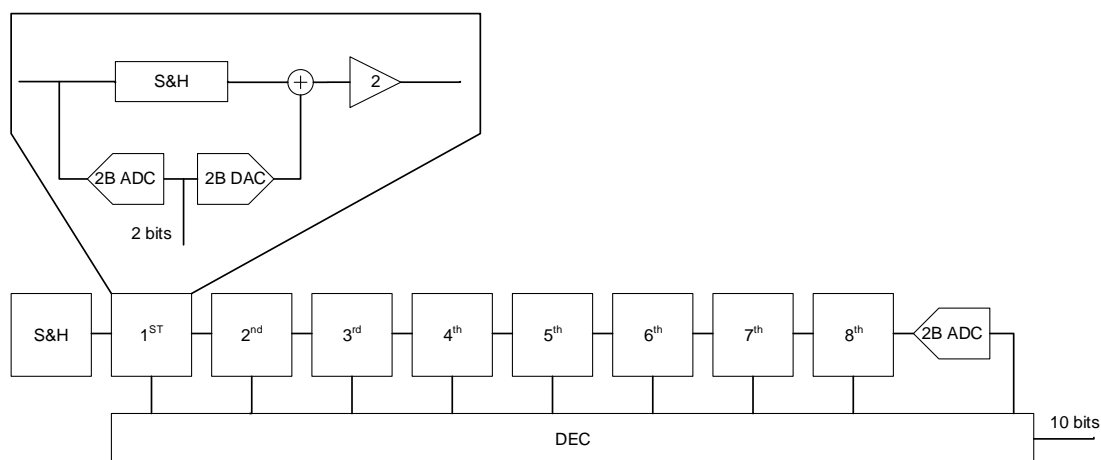 S&H
+
2
2B ADC
2B DAC
2 bits
S&H
1ST
2nd
3rd
4th
5th
6th
7th
8th
2B ADC
DEC
10 bits